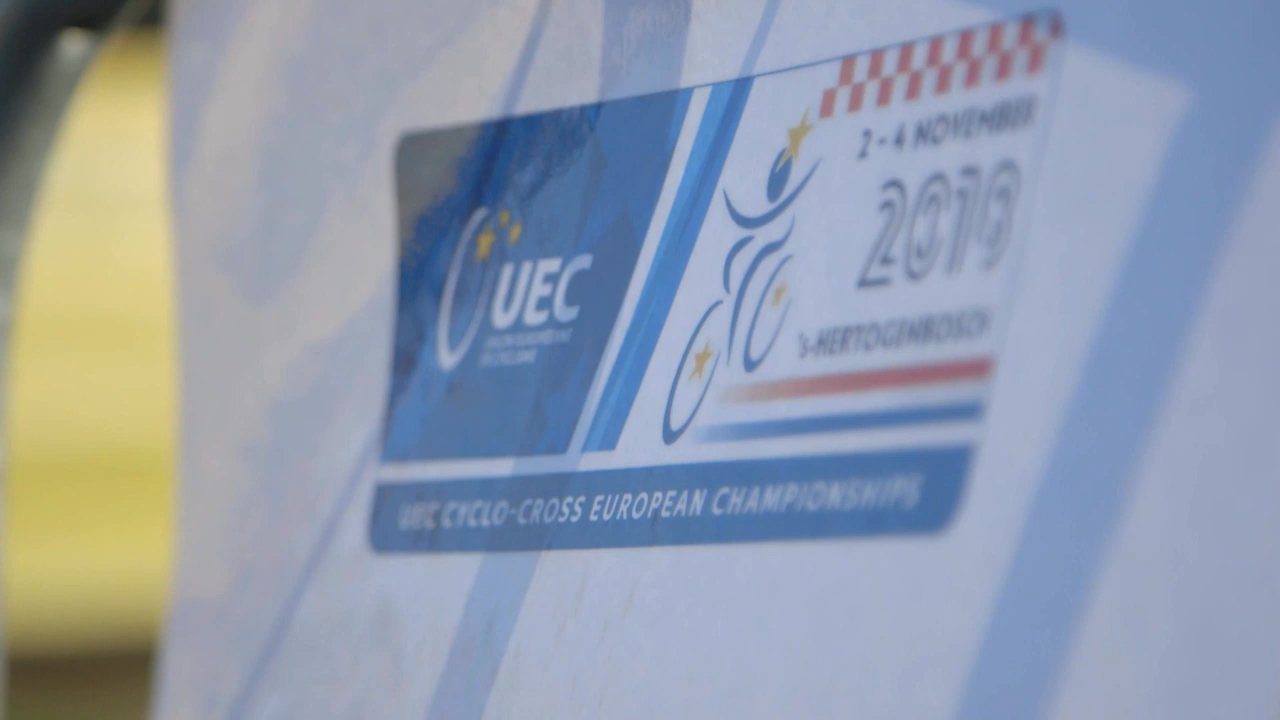 UEC
2 - 4 NOVEMBER
2018
's-HERTOGENBOSCH
UEC CYCLO-CROSS EUROPEAN CHAMPIONSHIPS